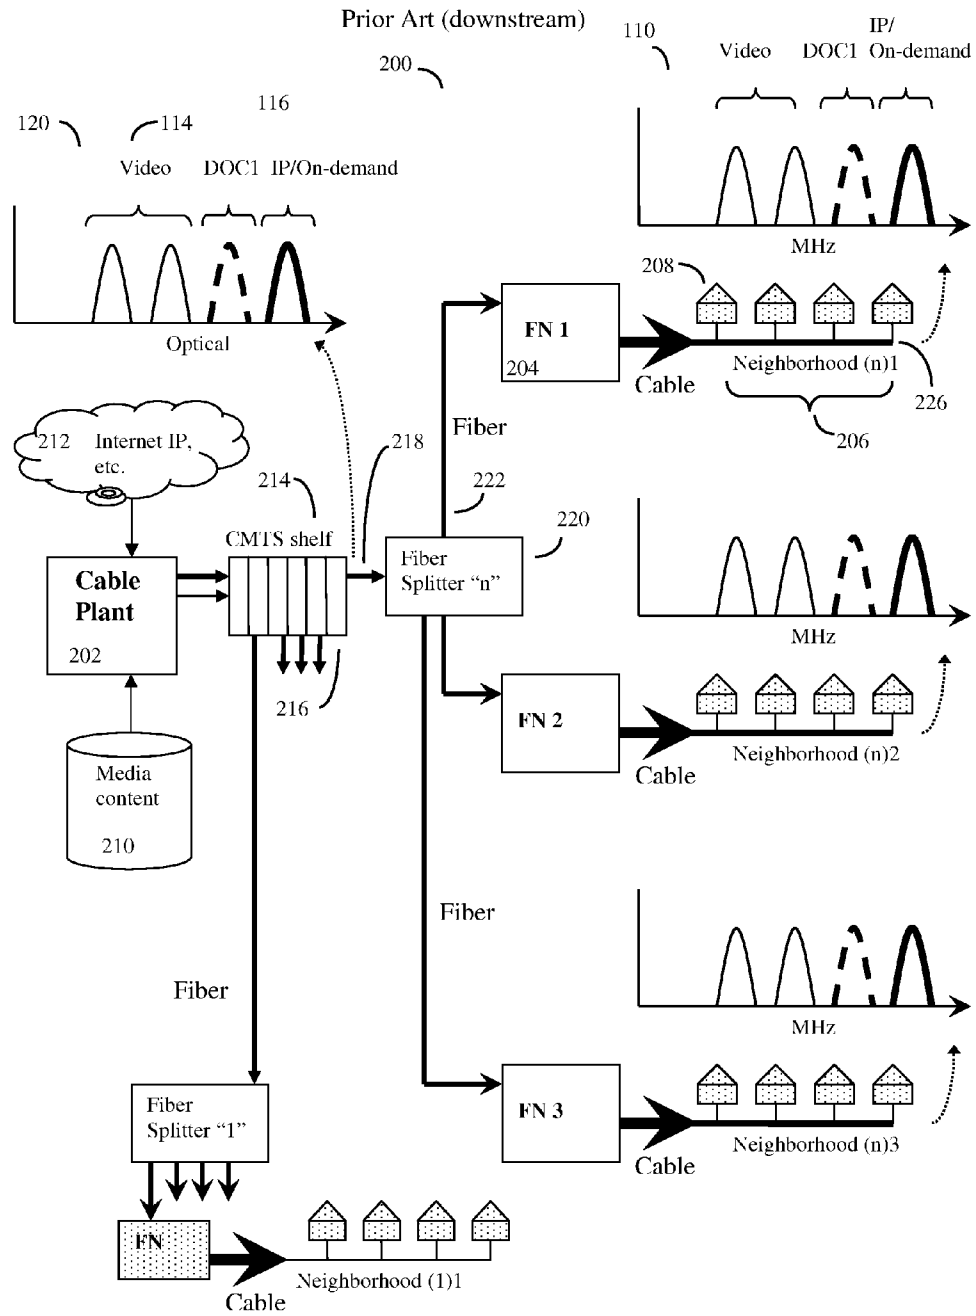 Prior Art (downstream)
200
110
Video
DOC1
IP/
On-demand
120
114
116
Video
DOC1
IP/On-demand
Optical
MHz
208
FN 1
204
Cable
Neighborhood (n)1
206
226
Fiber
212
Internet IP,
etc.
214
218
222
220
CMTS shelf
Cable
Plant
202
Fiber
Splitter “n”
216
MHz
FN 2
Cable
Neighborhood (n)2
Media
content
210
Fiber
Fiber
MHz
FN 3
Cable
Neighborhood (n)3
Fiber
Splitter “1”
FN
Cable
Neighborhood (1)1